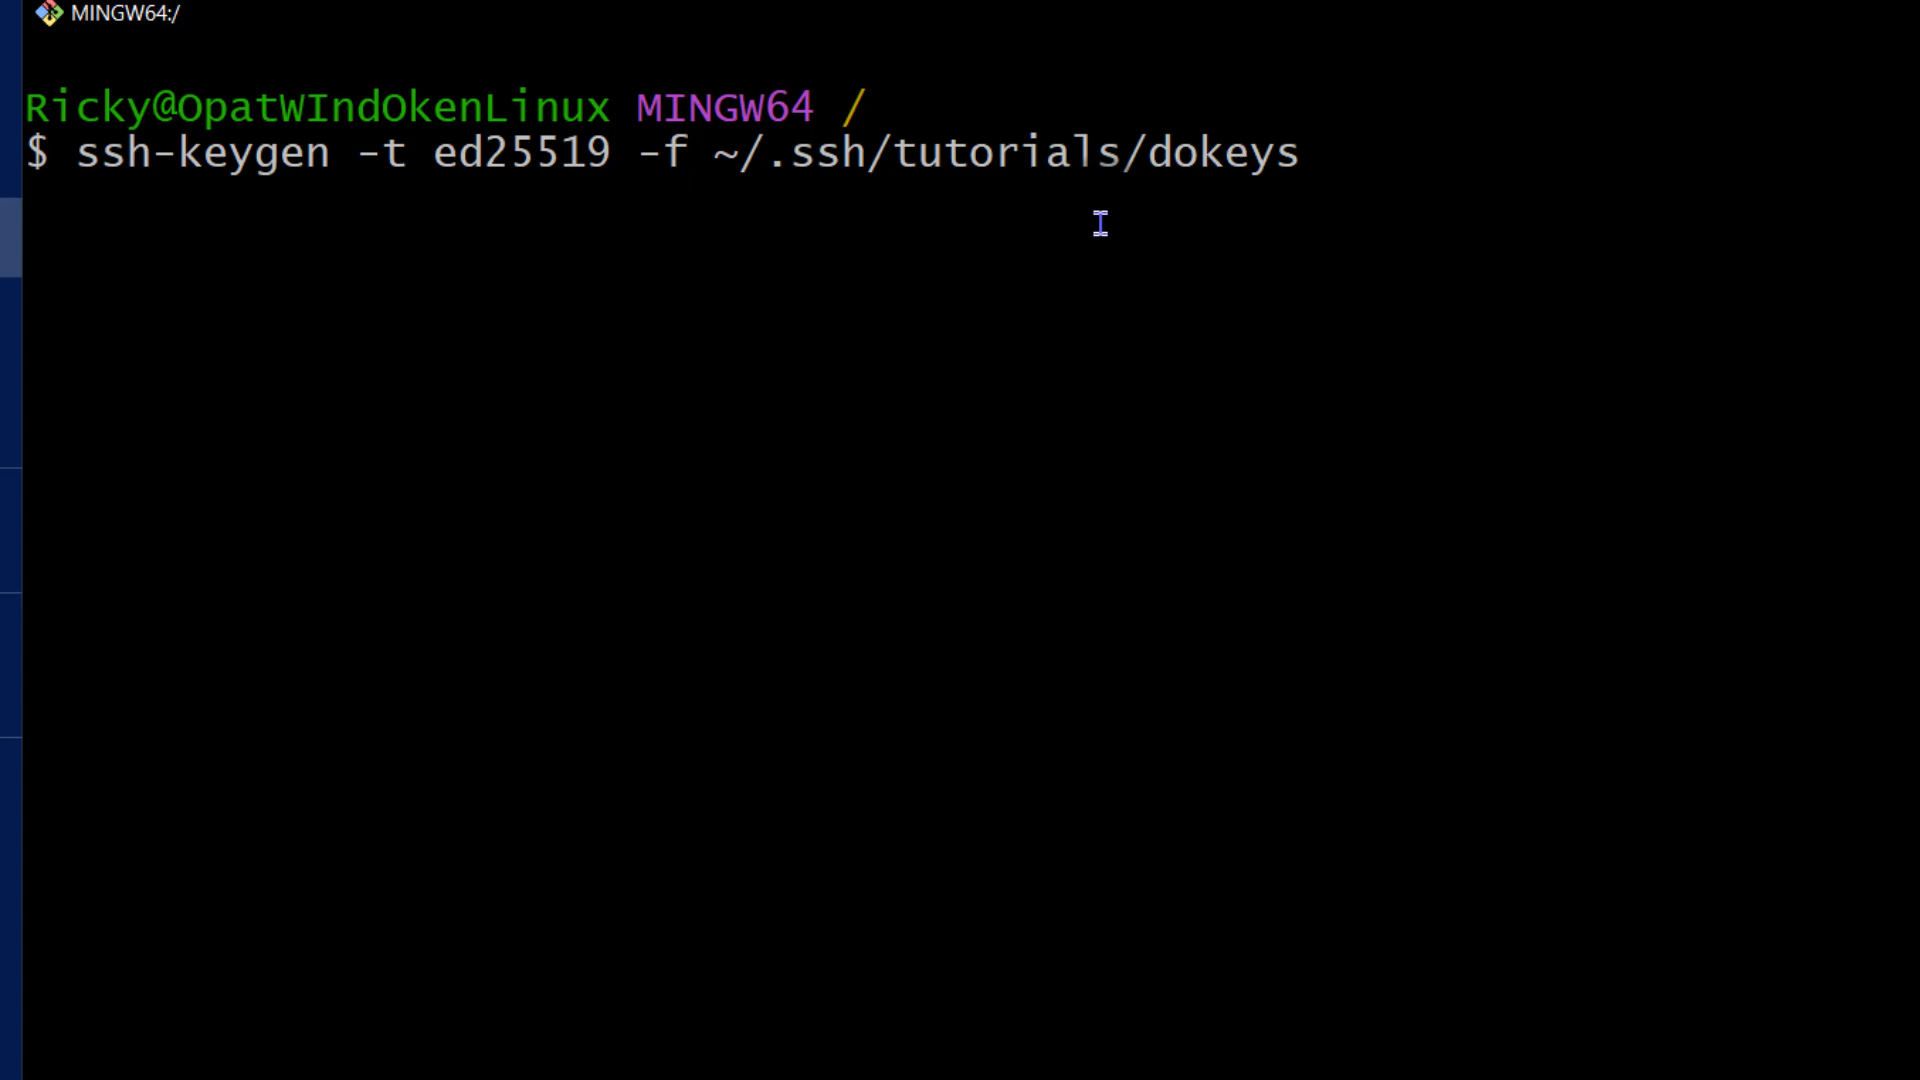 MINGW64:/
Ricky@OpatWIndOkenLinux MINGW64 /
$ ssh-keygen -t ed25519 -f ~/.ssh/tutorials/dokeys